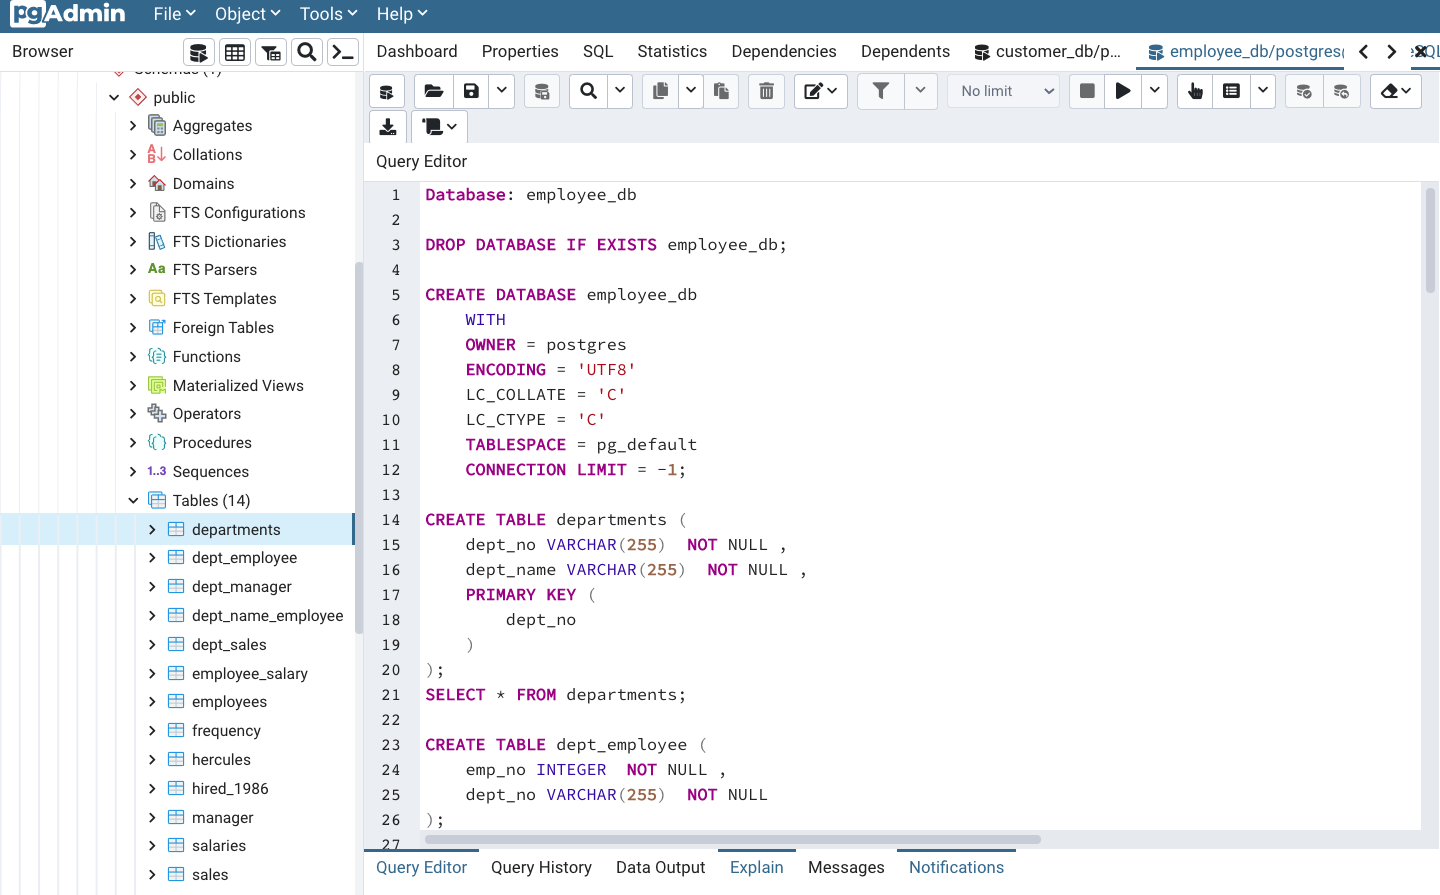 pgAdmin File Object Tools Help
Browser
Dashboard Properties SQL Statistics Dependencies Dependents customer_db/p... employee_db/postgres
Schemas (1)
public
Aggregates
Collations
Domains
FTS Configurations
FTS Dictionaries
Aa FTS Parsers
FTS Templates
Foreign Tables
Functions
Materialized Views
Operators
Procedures
1..3 Sequences
Tables (14)
departments
dept_employee
dept_manager
dept_name_employee
dept_sales
employee_salary
employees
frequency
hercules
hired_1986
manager
salaries
sales
No limit
Query Editor
1 Database: employee_db
2
3 DROP DATABASE IF EXISTS employee_db;
4
5 CREATE DATABASE employee_db
6 WITH
7 OWNER = postgres
8 ENCODING = 'UTF8'
9 LC_COLLATE = 'C'
10 LC_CTYPE = 'C'
11 TABLESPACE = pg_default
12 CONNECTION LIMIT = -1;
13
14 CREATE TABLE departments (
15 dept_no VARCHAR(255)  NOT NULL ,
16 dept_name VARCHAR(255)  NOT NULL ,
17 PRIMARY KEY (
18 dept_no
19 )
20 );
21 SELECT * FROM departments;
22
23 CREATE TABLE dept_employee (
24 emp_no INTEGER  NOT NULL ,
25 dept_no VARCHAR(255)  NOT NULL
26 );
27
Query Editor Query History Data Output Explain Messages Notifications